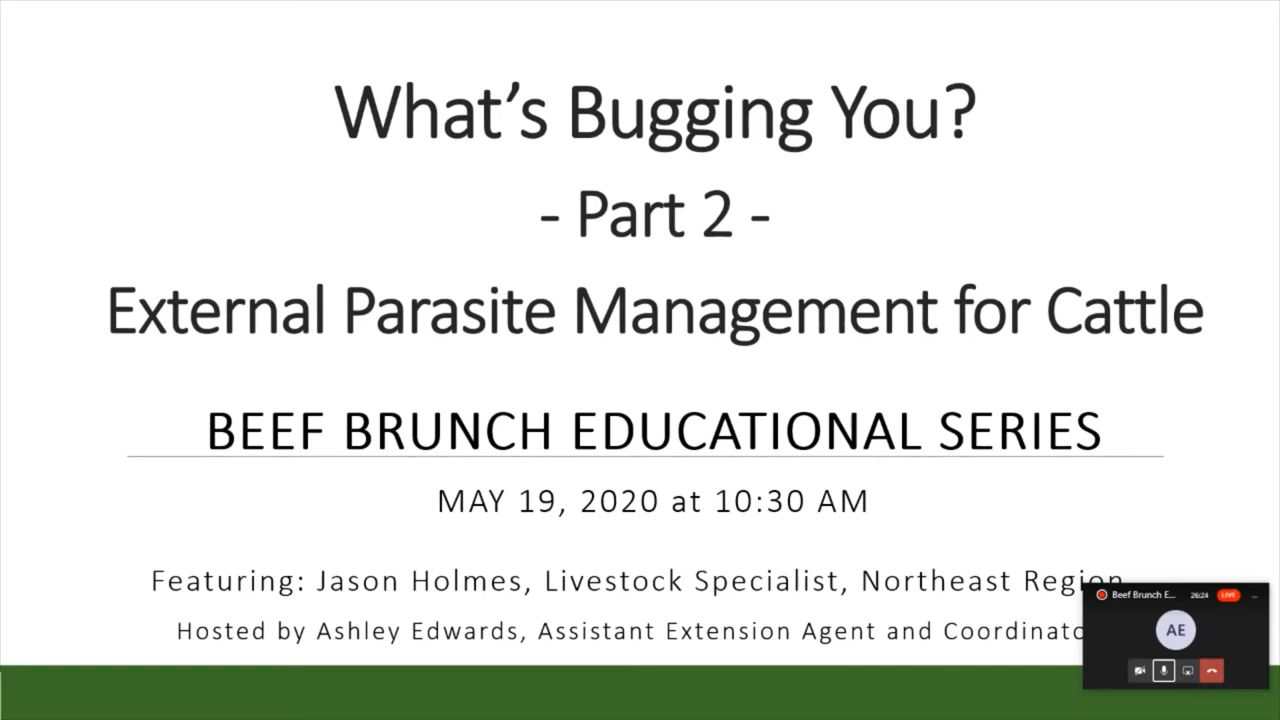 What's Bugging You?
- Part 2 -
External Parasite Management for Cattle
BEEF BRUNCH EDUCATIONAL SERIES
MAY 19, 2020 at 10:30 AM
Featuring: Jason Holmes, Livestock Specialist, Northeast Region
Hosted by Ashley Edwards, Assistant Extension Agent and Coordinato
Beef Brunch E... 26:24 LIVE ...
AE